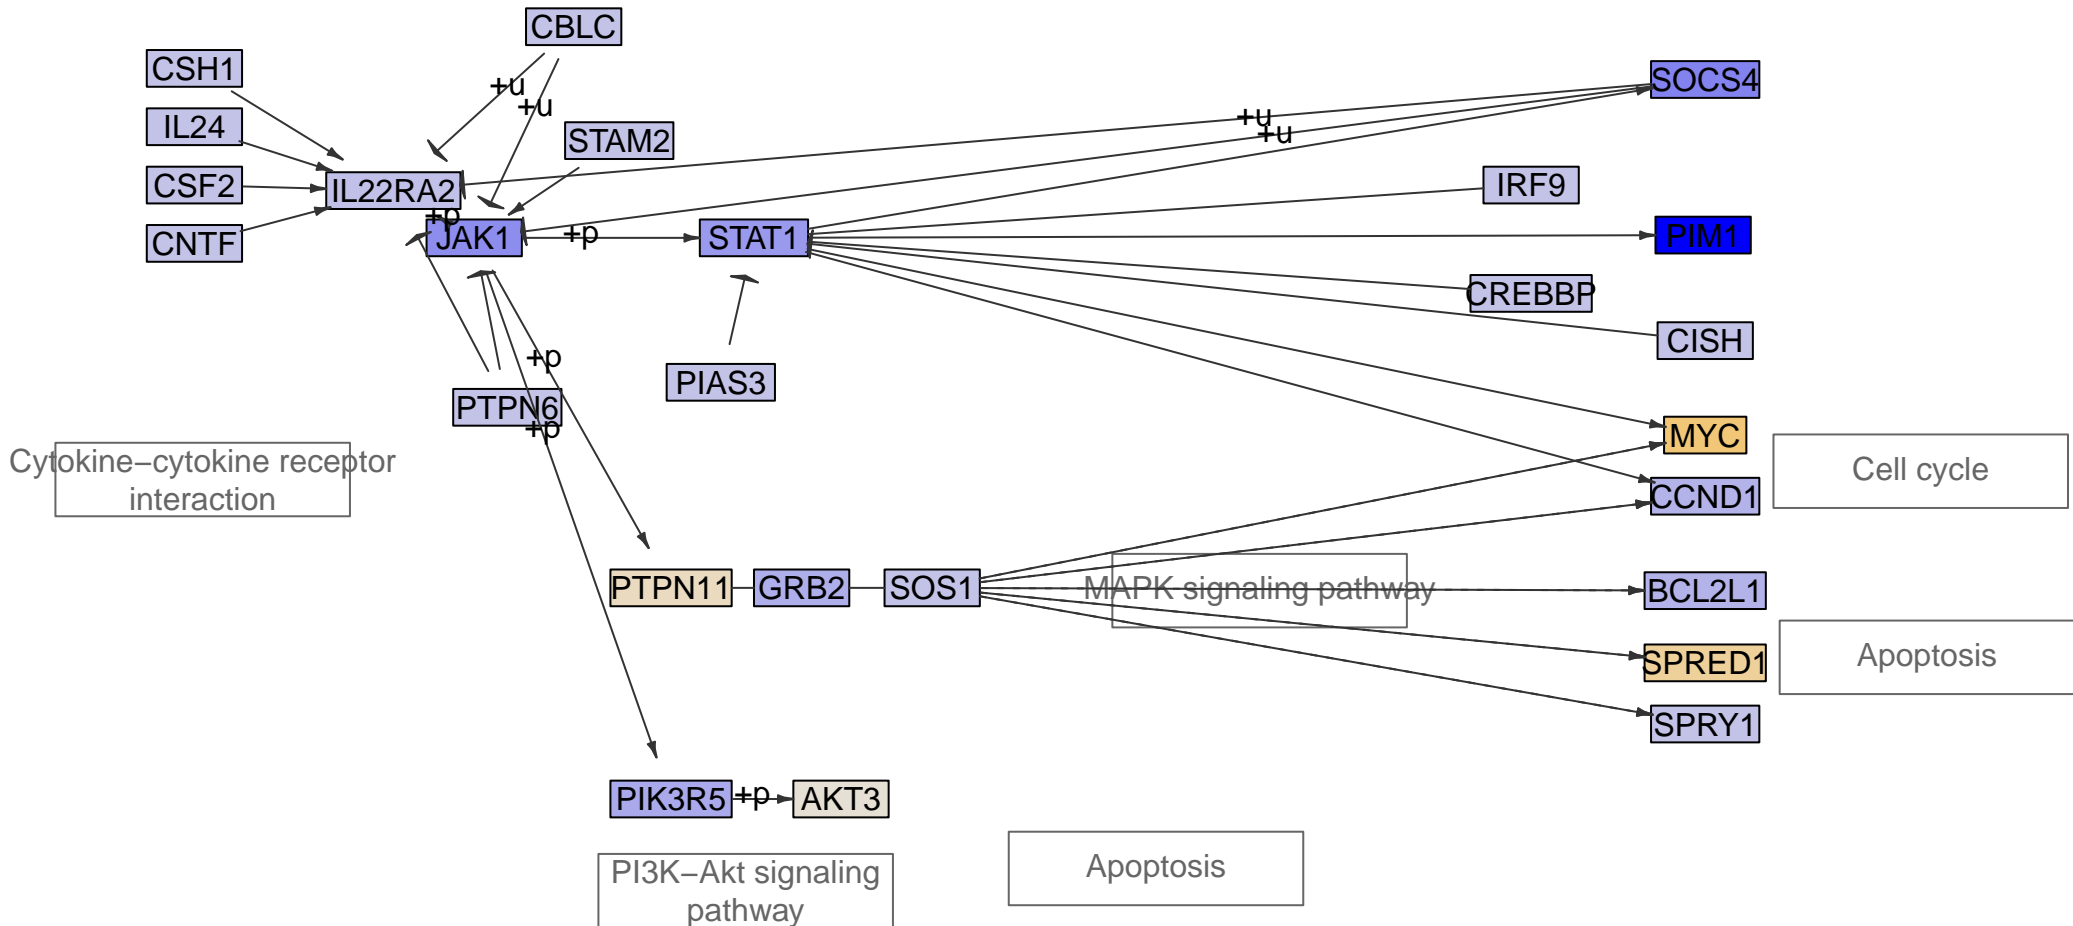 CBLC
CSH1
+u
SOCS4
+u
+u
IL24
STAM2
+u
CSF2
IL22RA2
IRF9
+p
CNTF
JAK1
+p
STAT1
PIM1
CREBBP
CISH
+p
PIAS3
PTPN6
+p
MYC
Cytokine–cytokine receptor
interaction
Cell cycle
CCND1
PTPN11
GRB2
SOS1
MAPK signaling pathway
BCL2L1
SPRED1
Apoptosis
SPRY1
PIK3R5
+p
AKT3
PI3K–Akt signaling
pathway
Apoptosis